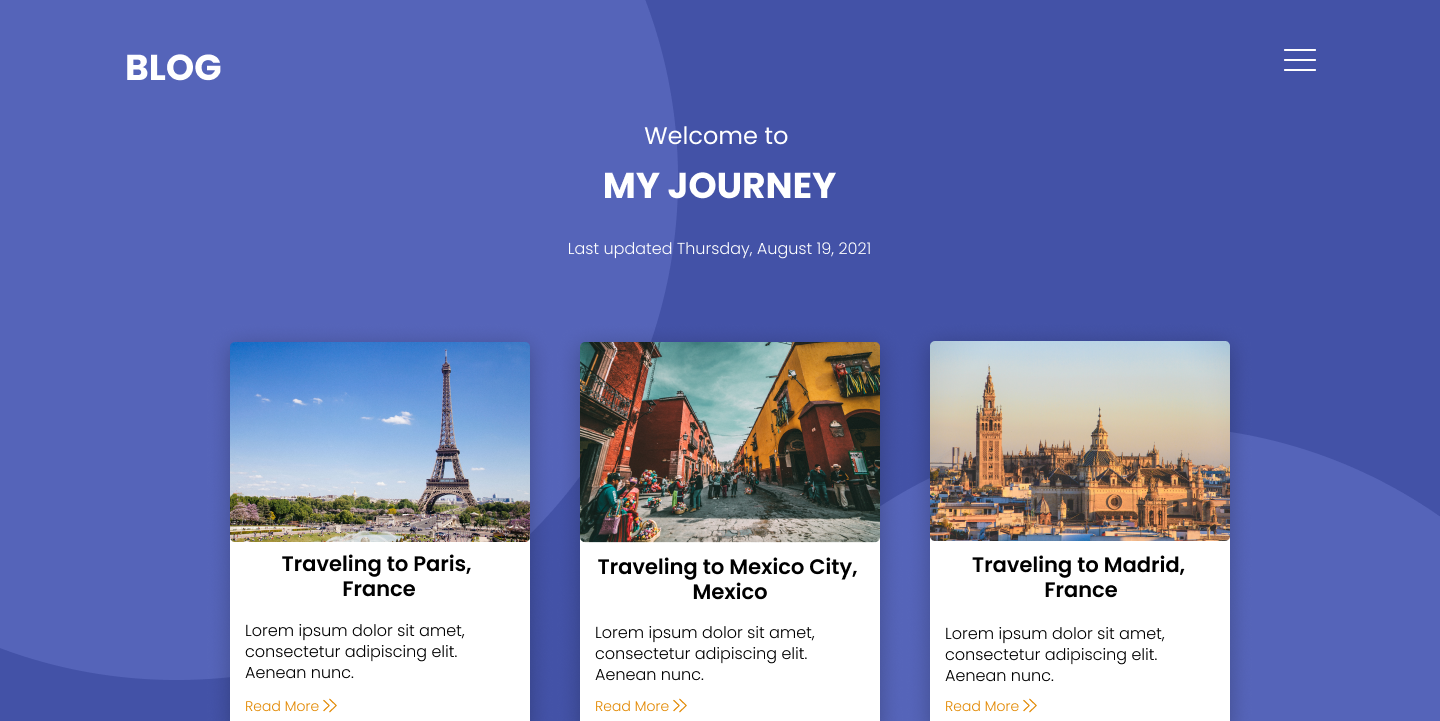 BLOG
Welcome to
MY JOURNEY
Last updated Thursday, August 19, 2021
Traveling to Paris,
France
Lorem ipsum dolor sit amet,
consectetur adipiscing elit.
Aenean nunc.
Read More
Traveling to Mexico City,
Mexico
Lorem ipsum dolor sit amet,
consectetur adipiscing elit.
Aenean nunc.
Read More
Traveling to Madrid,
France
Lorem ipsum dolor sit amet,
consectetur adipiscing elit.
Aenean nunc.
Read More